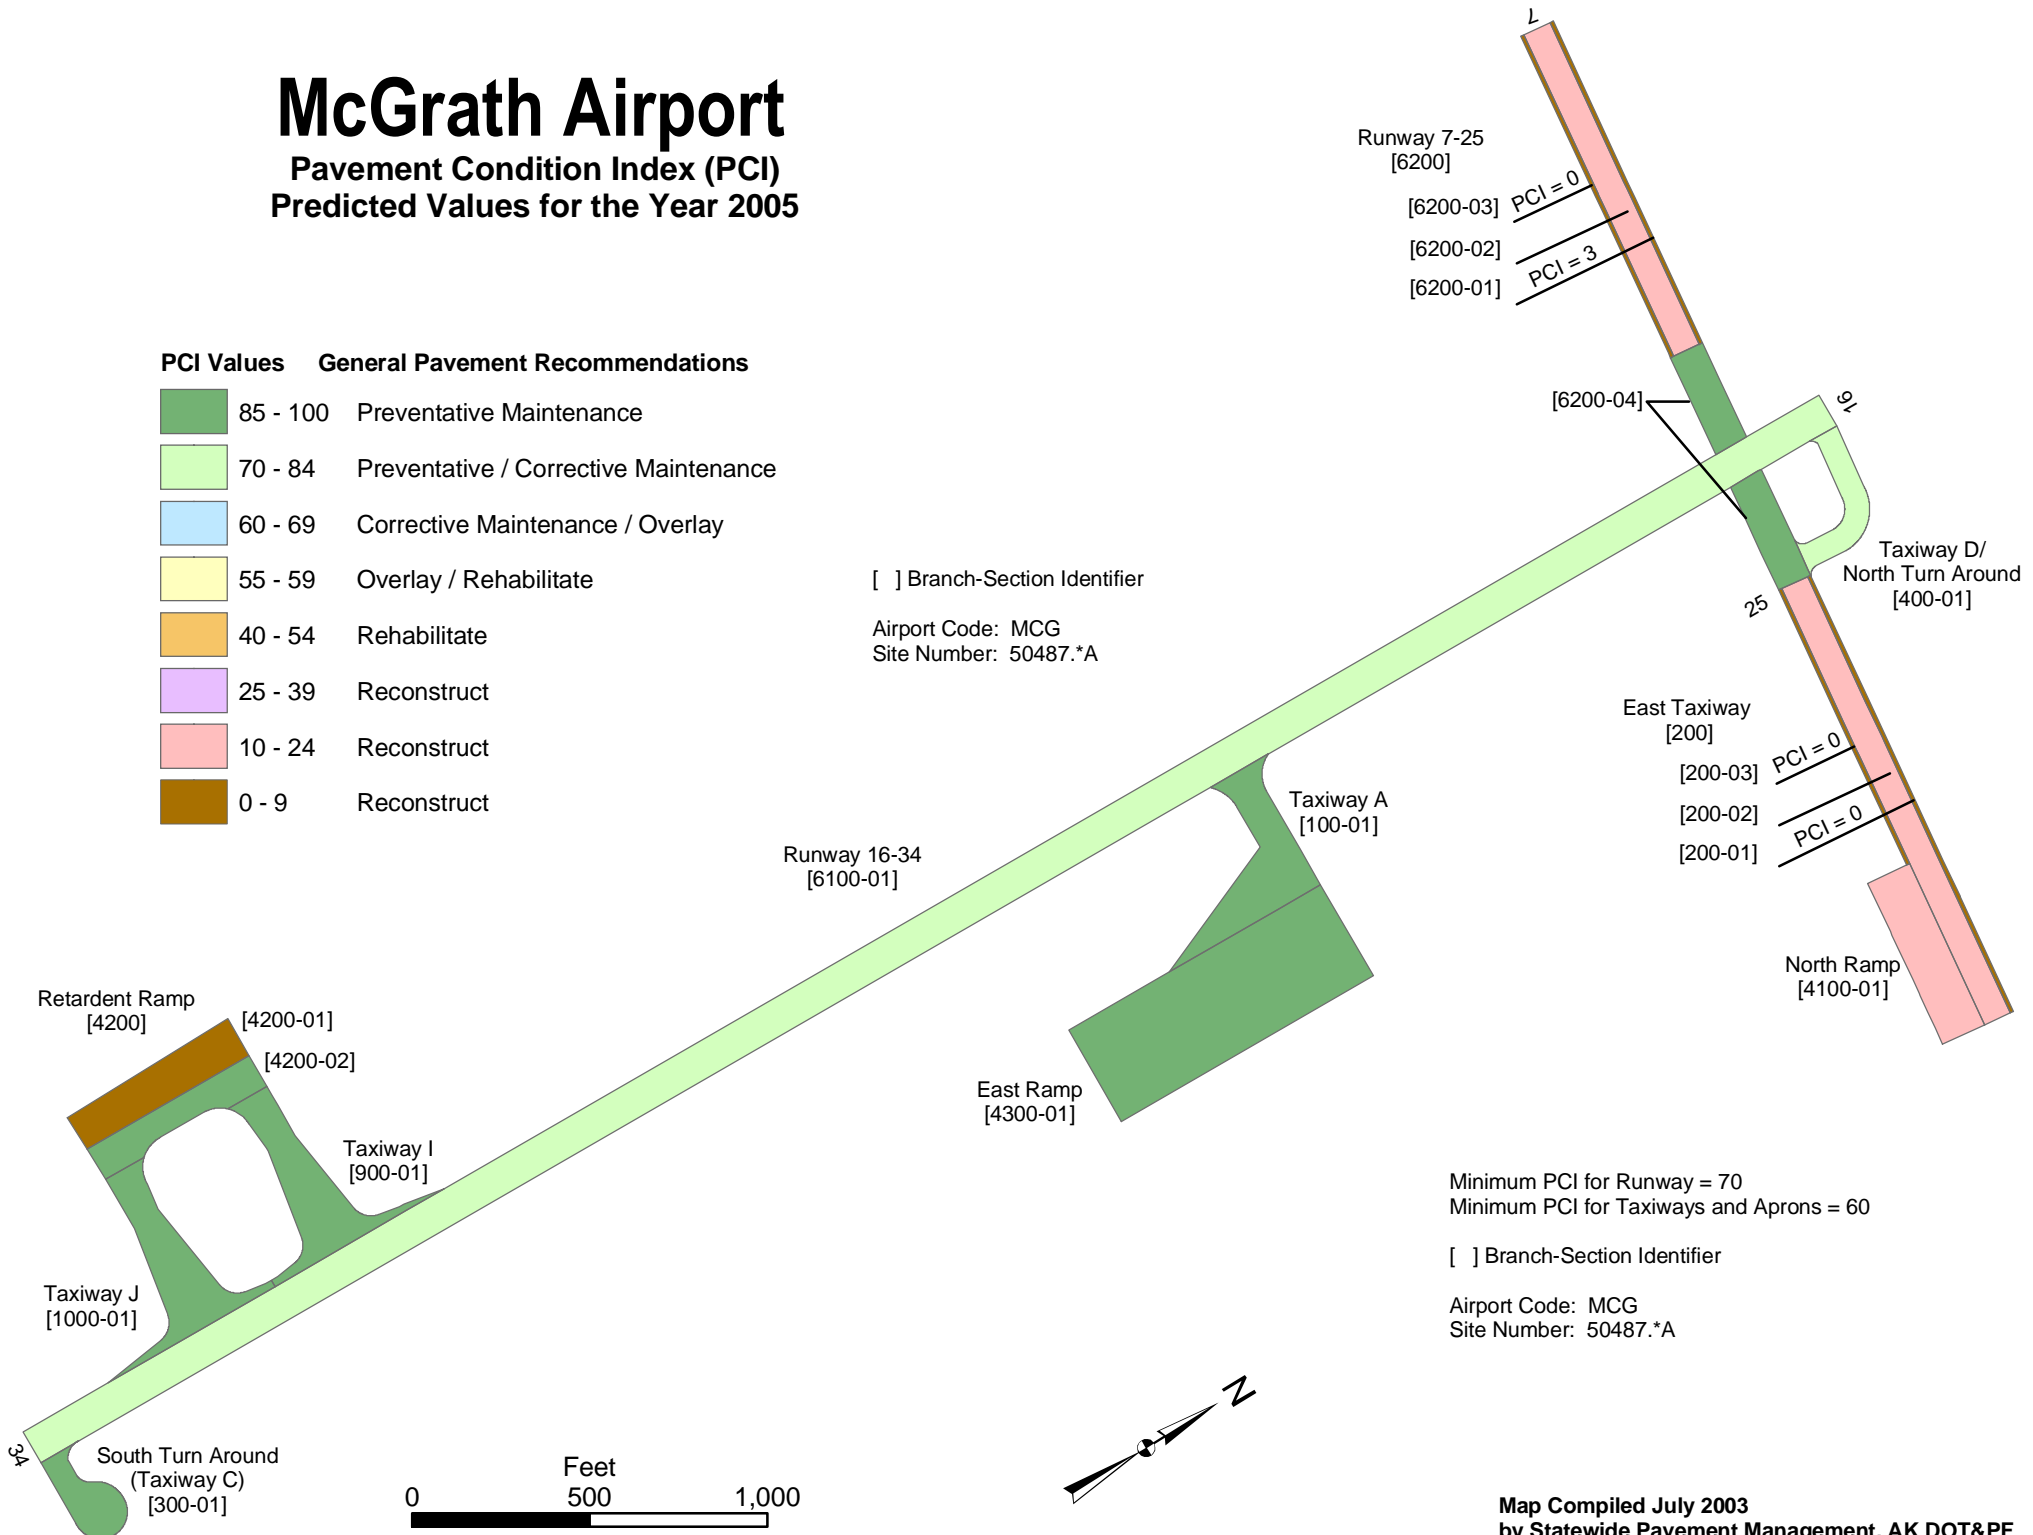 McGrath Airport
Pavement Condition Index (PCI)
Predicted Values for the Year 2005
7
Runway 7-25
[6200]
[6200-03] PCI = 0
[6200-02]
[6200-01] PCI = 3
PCI Values General Pavement Recommendations
85 - 100 Preventative Maintenance
70 - 84 Preventative / Corrective Maintenance
60 - 69 Corrective Maintenance / Overlay
55 - 59 Overlay / Rehabilitate
40 - 54 Rehabilitate
25 - 39 Reconstruct
10 - 24 Reconstruct
0 - 9 Reconstruct
[6200-04]
16
[ ] Branch-Section Identifier
Airport Code: MCG
Site Number: 50487.*A
Taxiway D/
North Turn Around
[400-01]
25
East Taxiway
[200]
[200-03] PCI = 0
[200-02]
[200-01] PCI = 0
Taxiway A
[100-01]
Runway 16-34
[6100-01]
North Ramp
[4100-01]
Retardent Ramp
[4200]
[4200-01]
[4200-02]
East Ramp
[4300-01]
Taxiway I
[900-01]
Taxiway J
[1000-01]
Minimum PCI for Runway = 70
Minimum PCI for Taxiways and Aprons = 60
[ ] Branch-Section Identifier
Airport Code: MCG
Site Number: 50487.*A
34
South Turn Around
(Taxiway C)
[300-01]
Feet
0 500 1,000
N
Map Compiled July 2003
by Statewide Pavement Management, AK DOT&PF